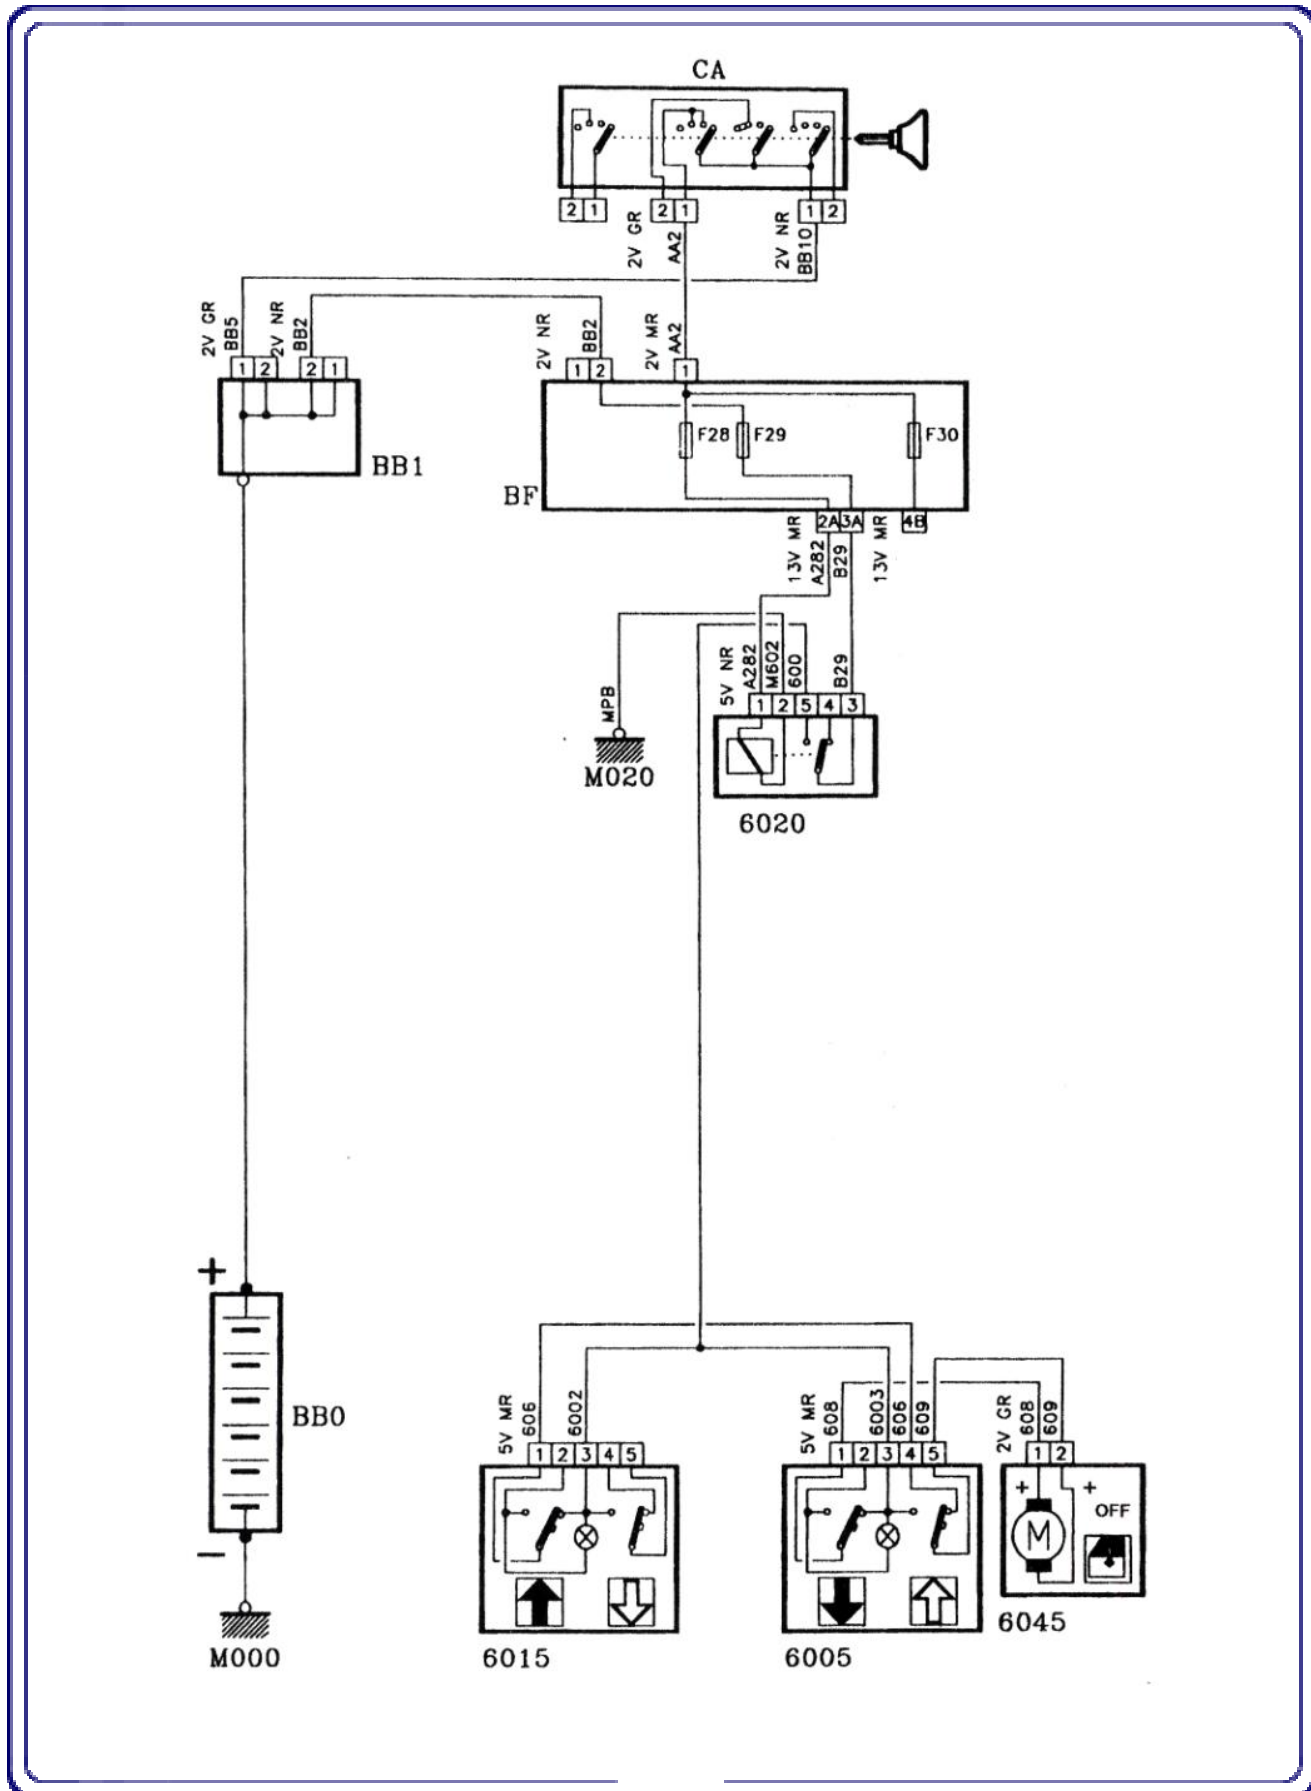 CA
2 1 2 1 1 2
2V GR AA2 2V NR BB10
2V GR BB5 2V NR BB2 2V NR BB2 2V MR AA2
1 2 2 1 1 2 1
F28 F29 F30
BB1
BF
2A 3A 4B
13V MR A282 B29 13V MR
5V NR A282 M602 600 B29
MPB
1 2 5 4 3
M020
6020
+
BB0
5V MR 606 6002 5V MR 608 6003 606 609 2V GR 608 609
1 2 3 4 5 1 2 3 4 5 1 2
+ +
OFF
M
−
6045
M000 6015 6005